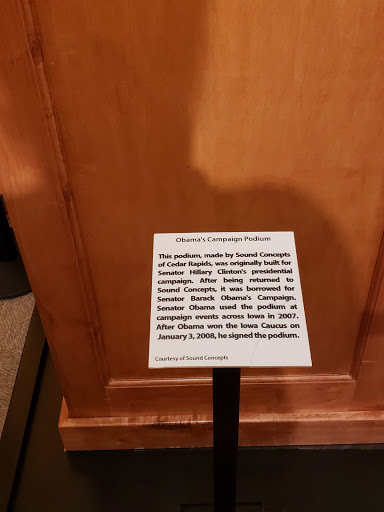 Obama's Campaign Podium
This podium, made by Sound Concepts
of Cedar Rapids, was originally built for
Senator Hillary Clinton's presidential
campaign. After being returned to
Sound Concepts, it was borrowed for
Senator Barack Obama's Campaign.
Senator Obama used the podium at
campaign events across Iowa in 2007.
After Obama won the Iowa Caucus on
January 3, 2008, he signed the podium.
Courtesy of Sound Concepts